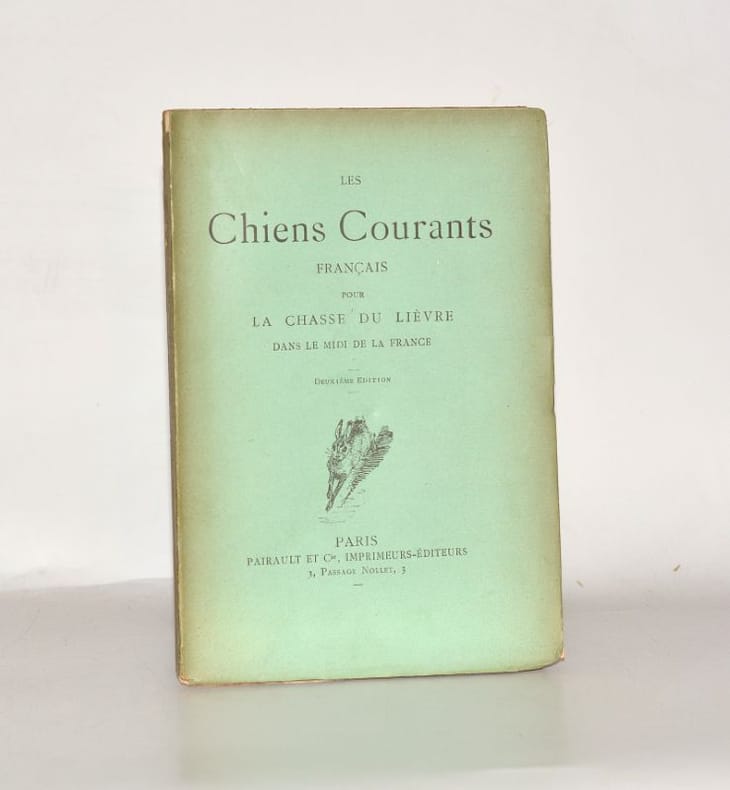 LES
Chiens Courants
FRANÇAIS
POUR
LA CHASSE DU LIÈVRE
DANS LE MIDI DE LA FRANCE
DEUXIÈME EDITION
PARIS
PAIRAULT ET Cie, IMPRIMEURS-ÉDITEURS
3, PASSAGE NOLLET, 3